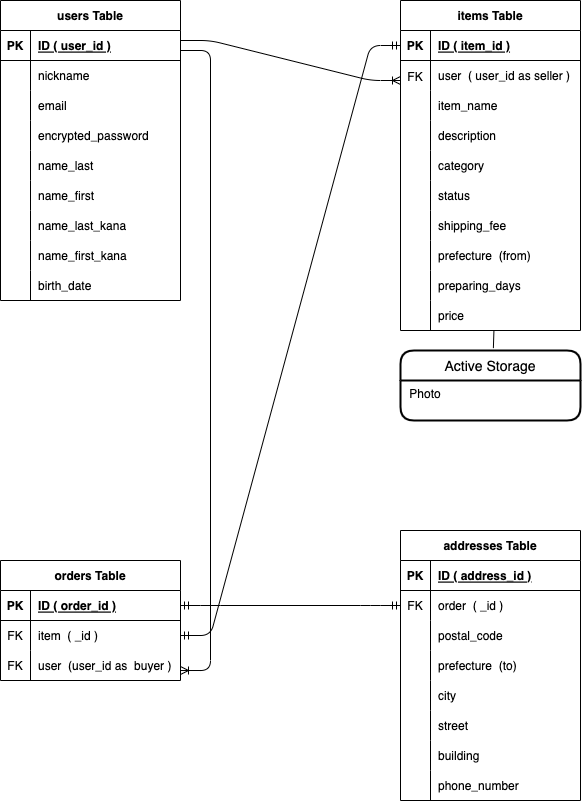 users Table
PK ID ( user_id )
nickname
email
encrypted_password
name_last
name_first
name_last_kana
name_first_kana
birth_date
items Table
PK ID ( item_id )
FK user ( user_id as seller )
item_name
description
category
status
shipping_fee
prefecture (from)
preparing_days
price
Active Storage
Photo
orders Table
PK ID ( order_id )
FK item ( _id )
FK user (user_id as buyer )
addresses Table
PK ID ( address_id )
FK order ( _id )
postal_code
prefecture (to)
city
street
building
phone_number